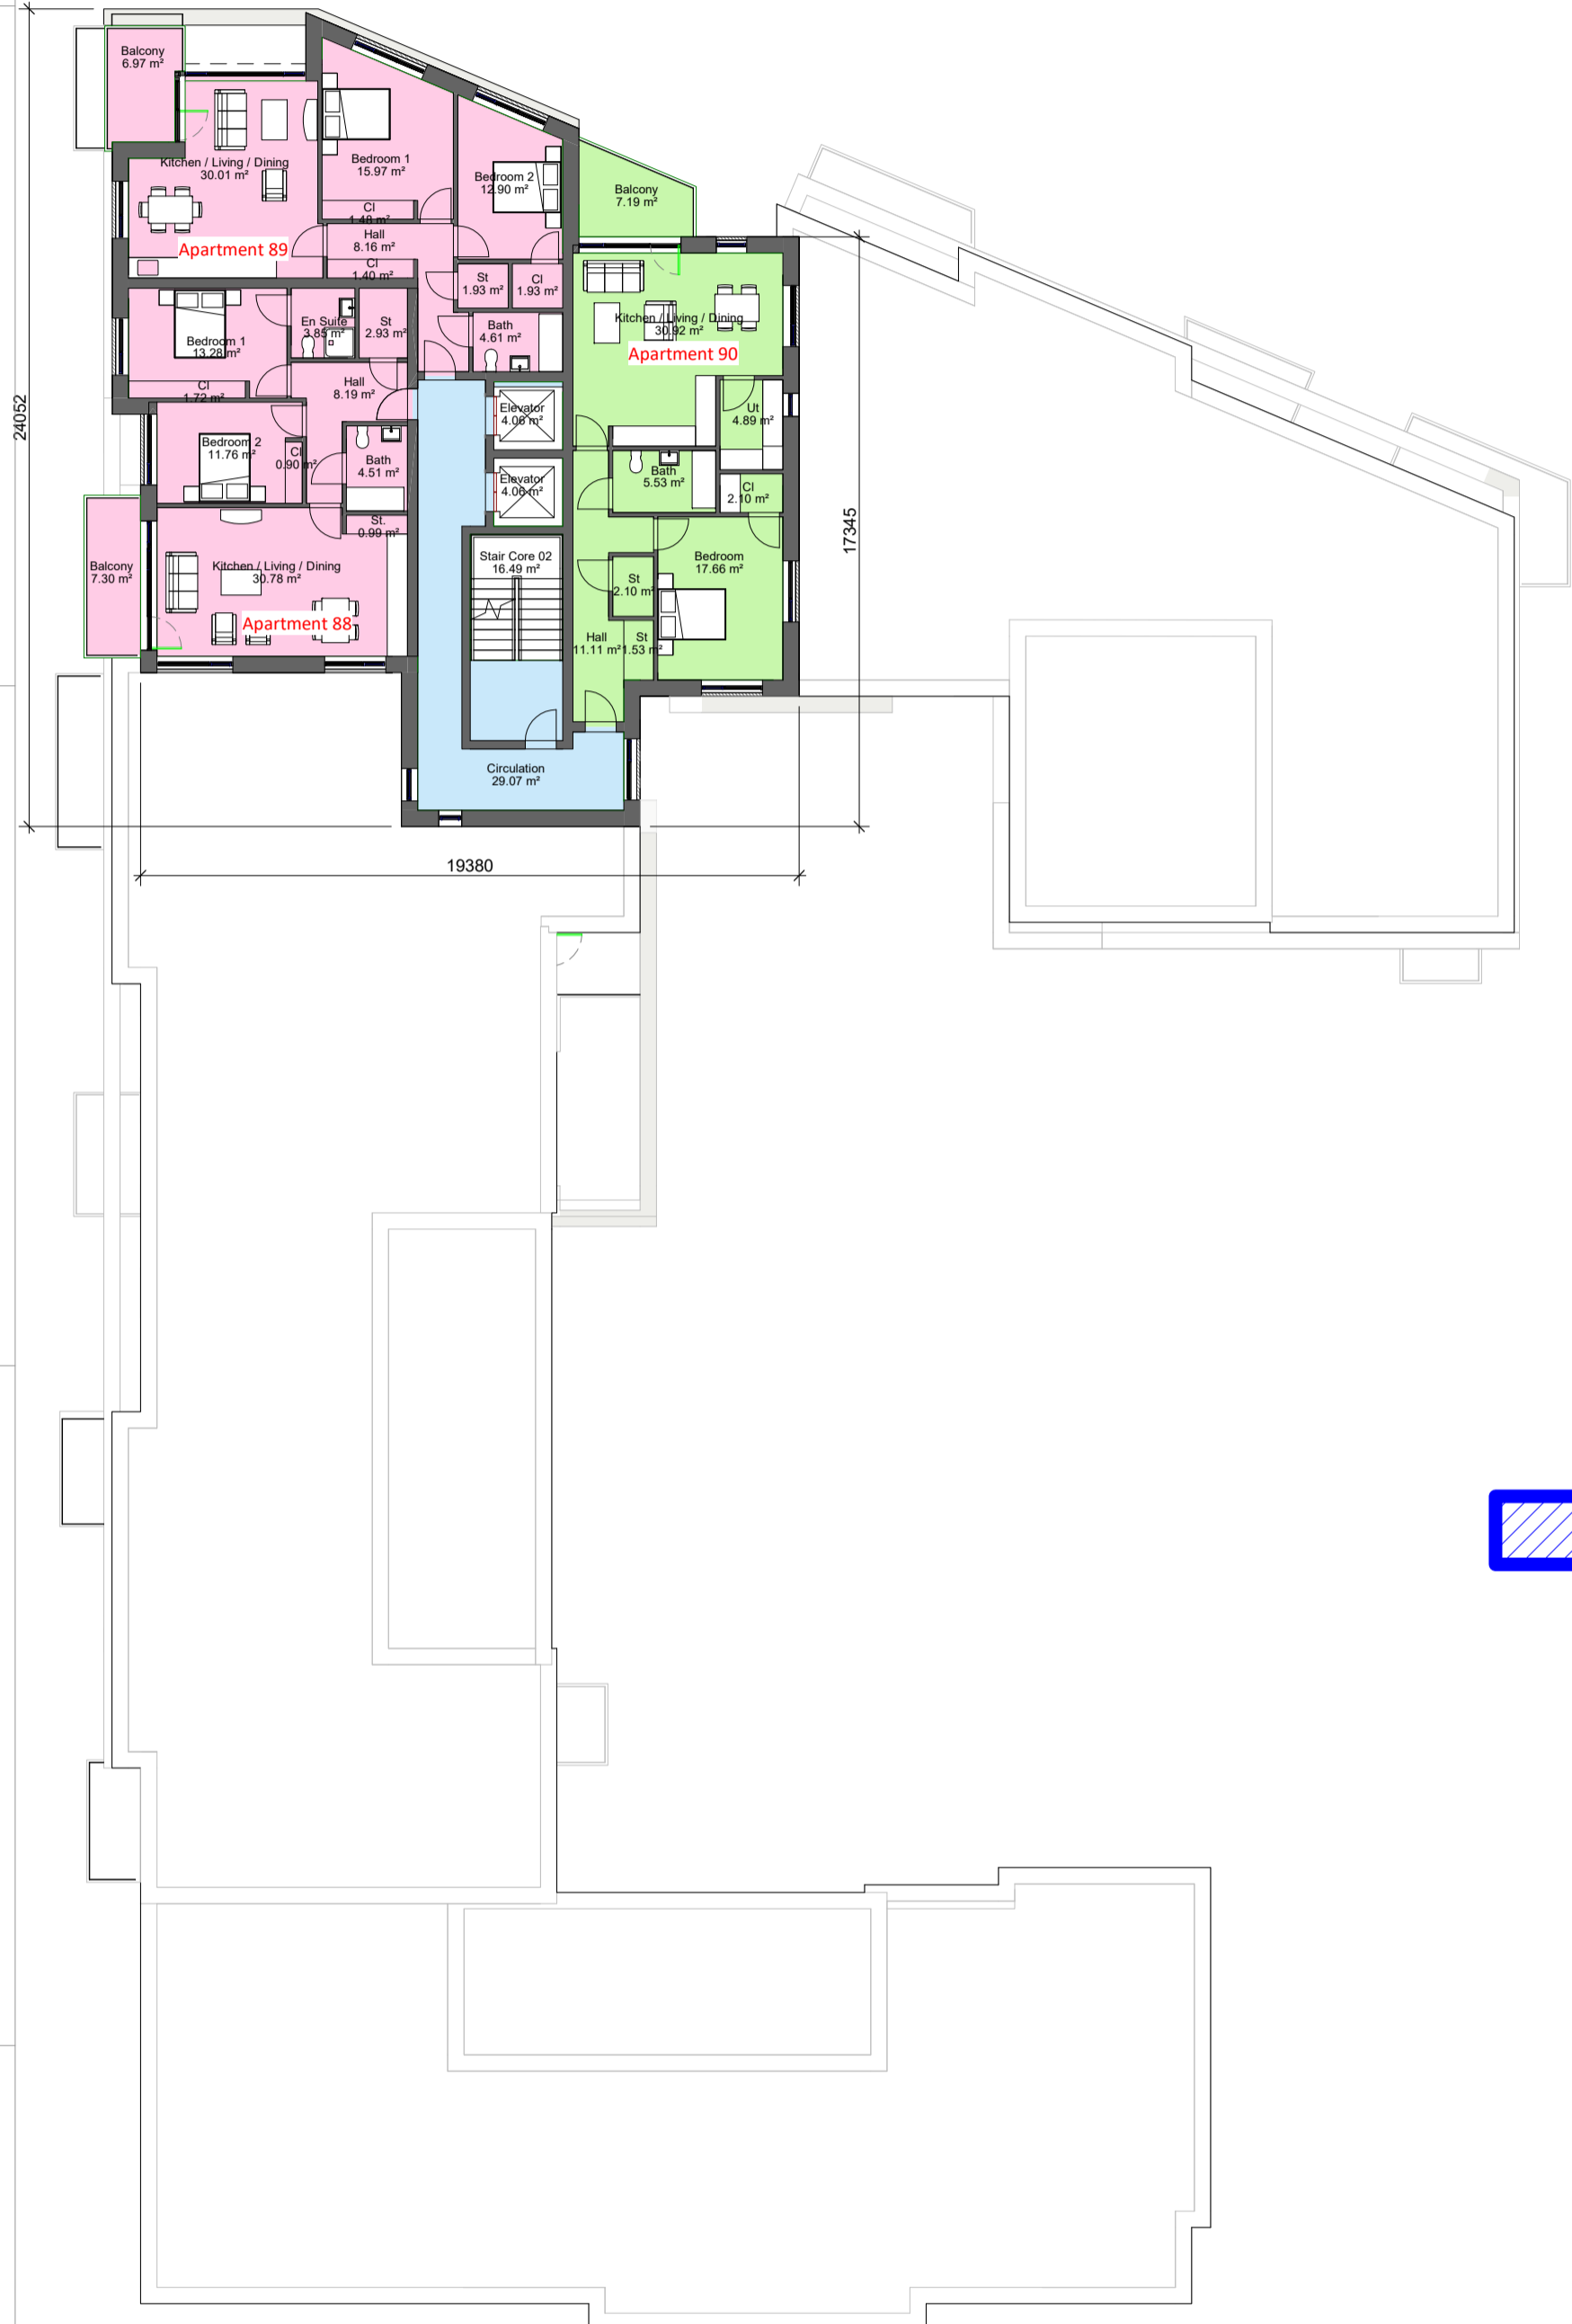 Balcony
6.97 m²
Kitchen / Living / Dining
30.01 m²
Apartment 89
Bedroom 1
15.97 m²
Cl
1.48 m²
Bedroom 2
12.90 m²
Hall
8.16 m²
Cl
1.40 m²
St
1.93 m²
Cl
1.93 m²
Bath
4.61 m²
Balcony
7.19 m²
Kitchen / Living / Dining
30.92 m²
Apartment 90
Ut
4.89 m²
Bath
5.53 m²
Cl
2.10 m²
Bedroom
17.66 m²
St
2.10 m²
Hall
11.11 m²
St
1.53 m²
Bedroom 1
13.28 m²
En Suite
3.85 m²
St
2.93 m²
Cl
1.72 m²
Hall
8.19 m²
Bedroom 2
11.76 m²
Cl
0.90 m²
Bath
4.51 m²
St.
0.99 m²
Balcony
7.30 m²
Kitchen / Living / Dining
30.78 m²
Apartment 88
Elevator
4.06 m²
Elevator
4.06 m²
Stair Core 02
16.49 m²
Circulation
29.07 m²
24052
17345
19380